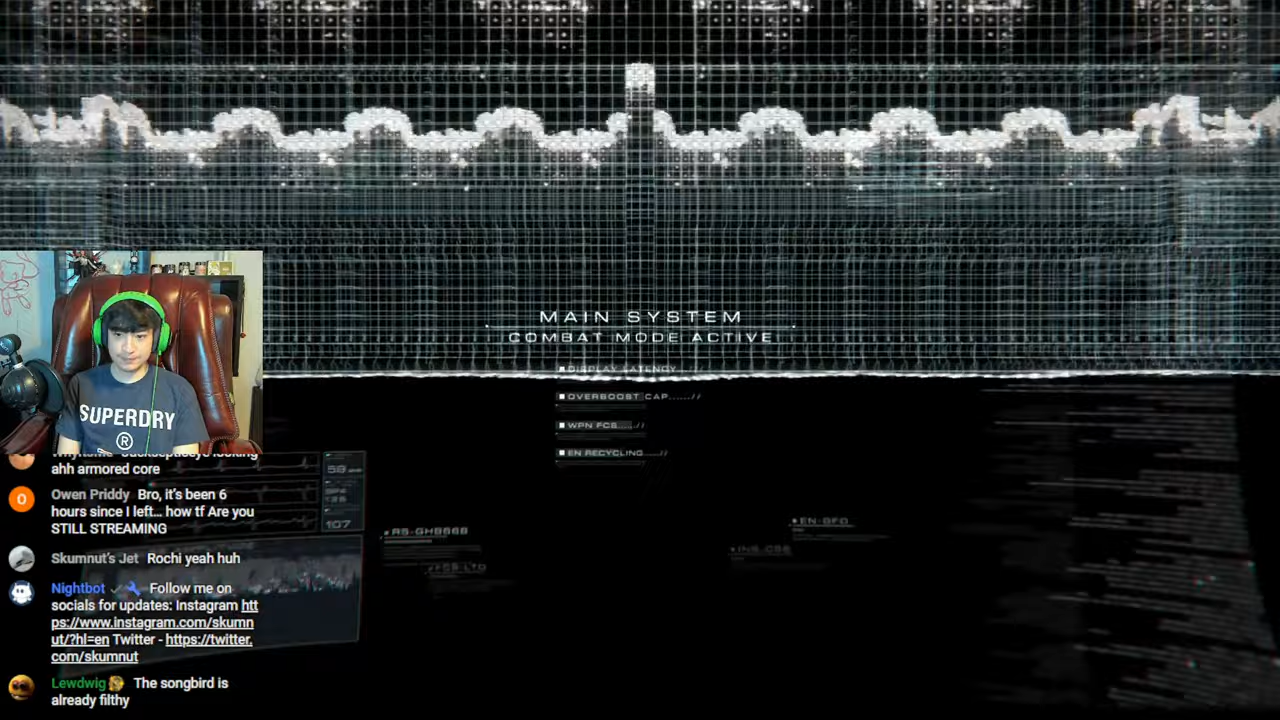 MAIN SYSTEM
COMBAT MODE ACTIVE
DISPLAY LATENCY
OVERBOOST CAP......//
WPN FCS.....//
EN RECYCLING....//
SUPERDRY
®
ahh armored core
Owen Priddy Bro, it's been 6
hours since I left... how tf Are you
STILL STREAMING
Skumnut's Jet Rochi yeah huh
Nightbot Follow me on
socials for updates: Instagram htt
ps://www.instagram.com/skumn
ut/?hl=en Twitter - https://twitter.
com/skumnut
Lewdwig The songbird is
already filthy
107